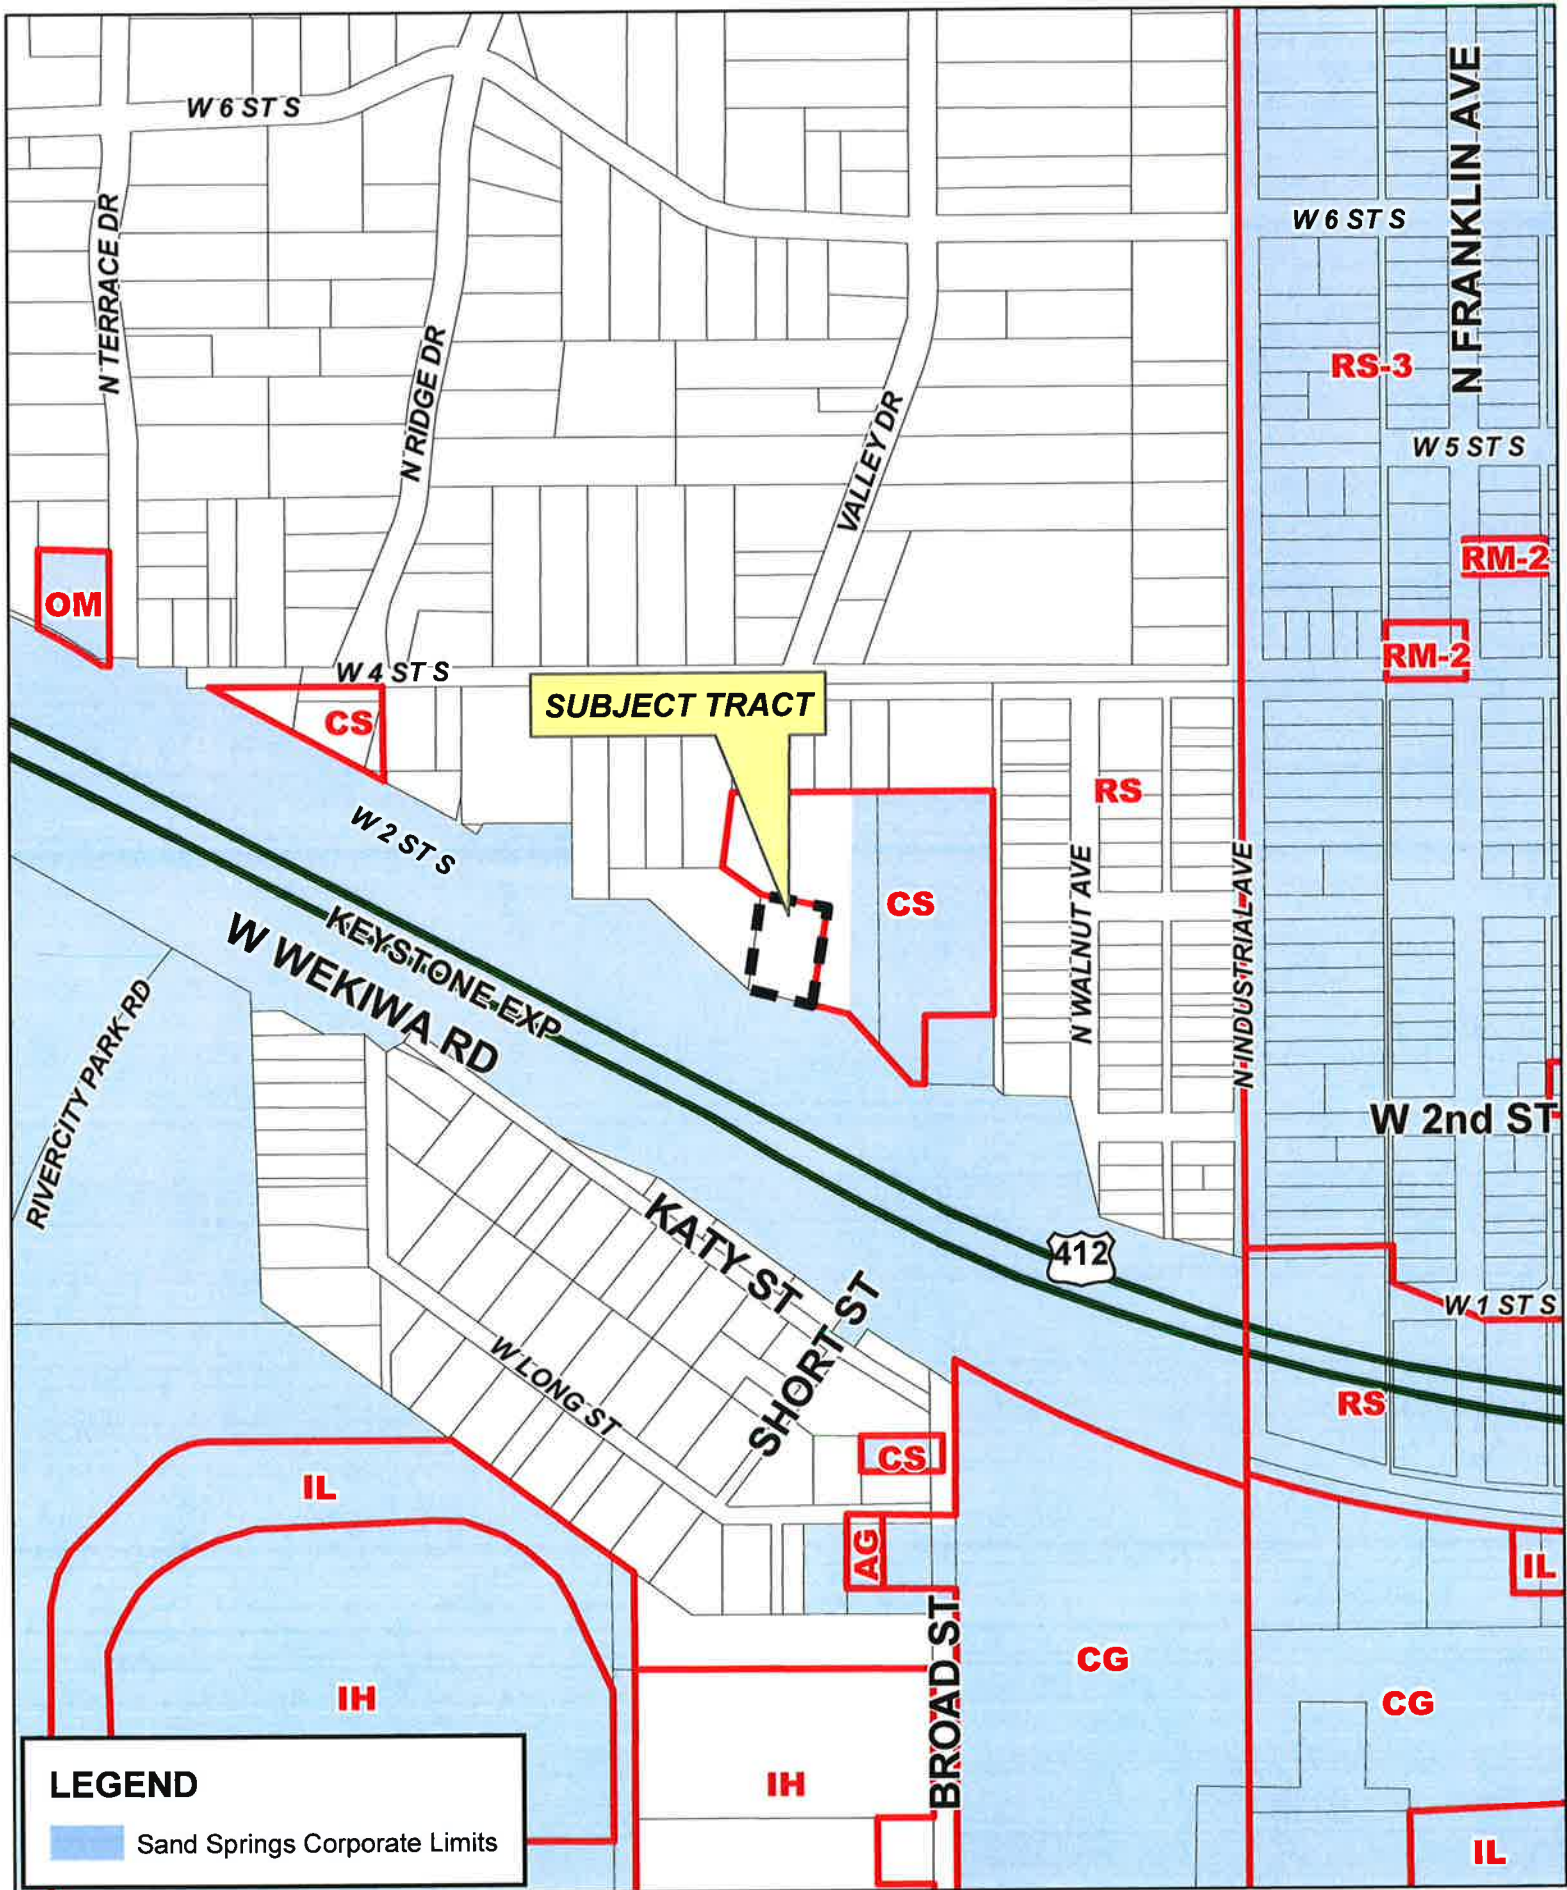 W 6 ST S
N FRANKLIN AVE
W 6 ST S
N TERRACE DR
N RIDGE DR
RS-3
VALLEY DR
W 5 ST S
RM-2
OM
RM-2
W 4 ST S
SUBJECT TRACT
CS
RS
W 2 ST S
CS
N WALNUT AVE
N INDUSTRIAL AVE
KEYSTONE EXP
W WEKIWA RD
RIVERCITY PARK RD
W 2nd ST
KATY ST
412
SHORT ST
W 1 ST S
W LONG ST
RS
CS
IL
AG
IL
BROAD ST
CG
IH
CG
IH
IL
LEGEND
Sand Springs Corporate Limits